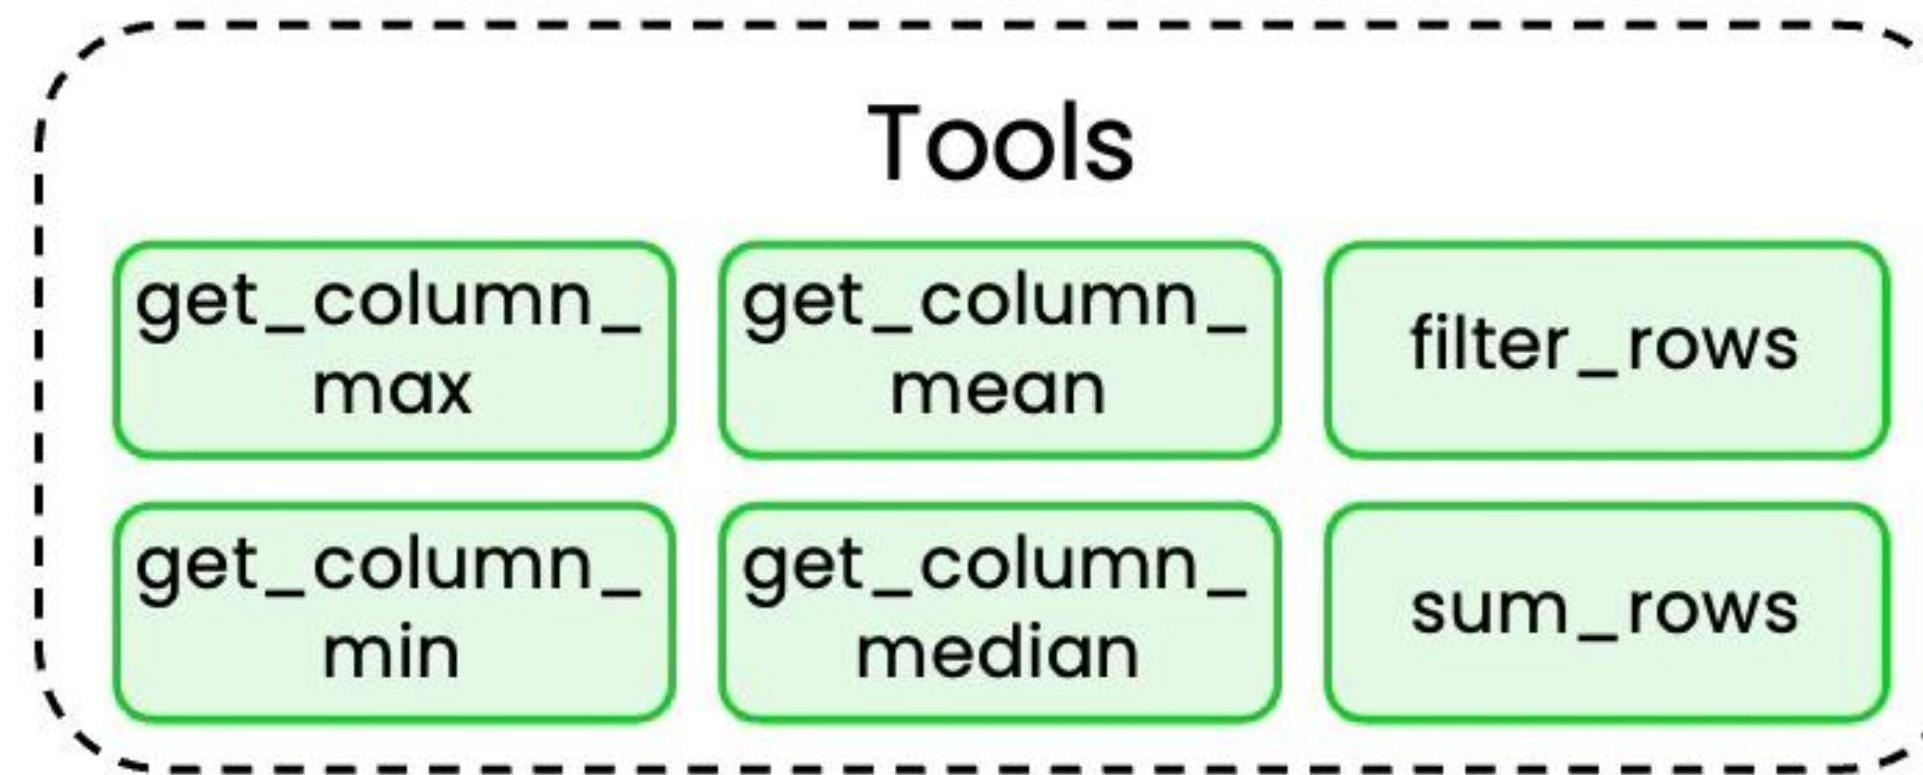 Tools
get_column_
max
get_column_
mean
filter_rows
get_column_
min
get_column_
median
sum_rows